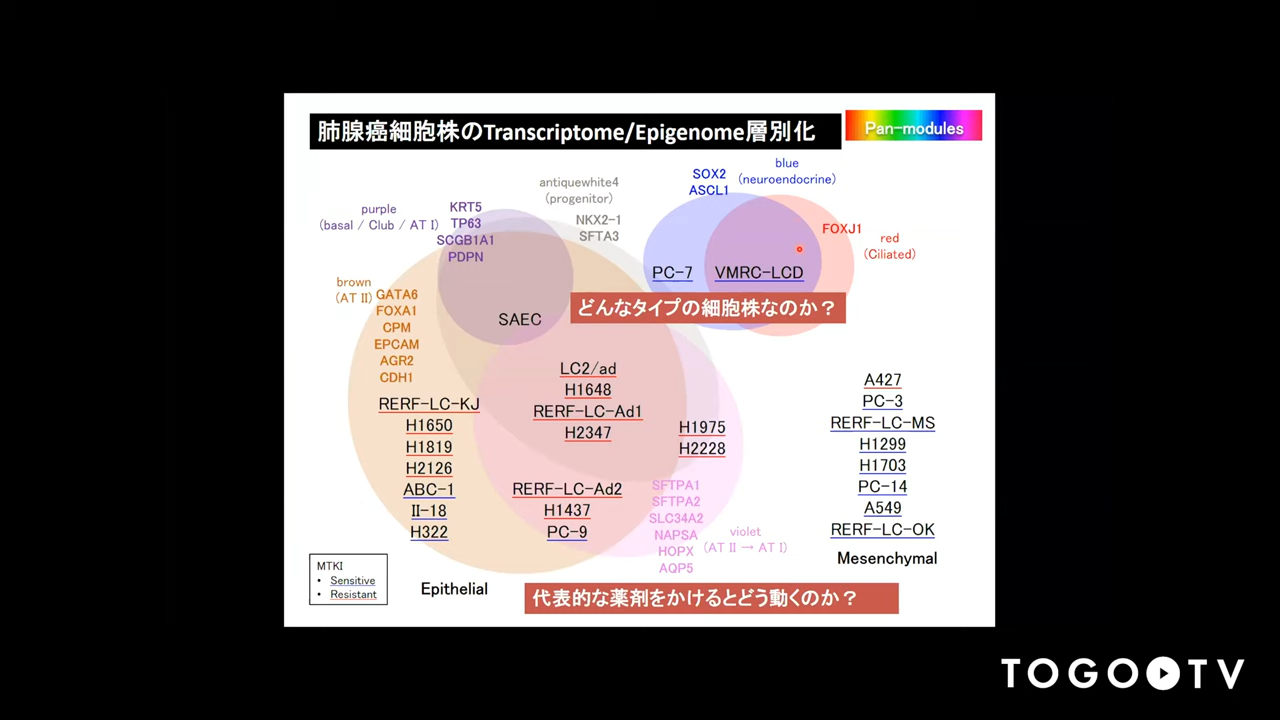 肺腺癌細胞株のTranscriptome/Epigenome層別化
Pan-modules
blue
(neuroendocrine)
SOX2
ASCL1
antiquewhite4
(progenitor)
NKX2-1
SFTA3
purple
(basal / Club / AT I)
KRT5
TP63
SCGB1A1
PDPN
FOXJ1
red
(Ciliated)
PC-7
VMRC-LCD
どんなタイプの細胞株なのか？
brown
(AT II)
GATA6
FOXA1
CPM
EPCAM
AGR2
CDH1
SAEC
LC2/ad
H1648
RERF-LC-Ad1
H2347
RERF-LC-KJ
H1650
H1819
H2126
ABC-1
II-18
H322
H1975
H2228
RERF-LC-Ad2
H1437
PC-9
SFTPA1
SFTPA2
SLC34A2
NAPSA
HOPX
AQP5
violet
(AT II → AT I)
A427
PC-3
RERF-LC-MS
H1299
H1703
PC-14
A549
RERF-LC-OK
Mesenchymal
MTKI
• Sensitive
• Resistant
Epithelial
代表的な薬剤をかけるとどう動くのか？
TOGO TV